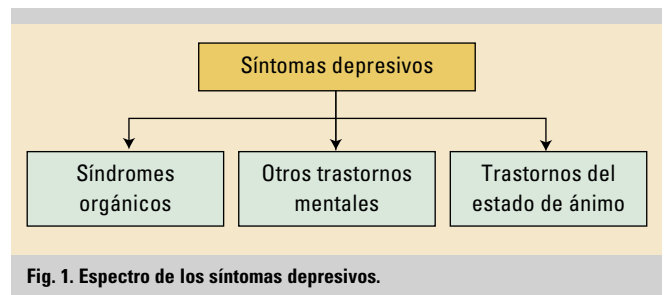 Síntomas depresivos
Síndromes
orgánicos
Otros trastornos
mentales
Trastornos del
estado de ánimo
Fig. 1. Espectro de los síntomas depresivos.